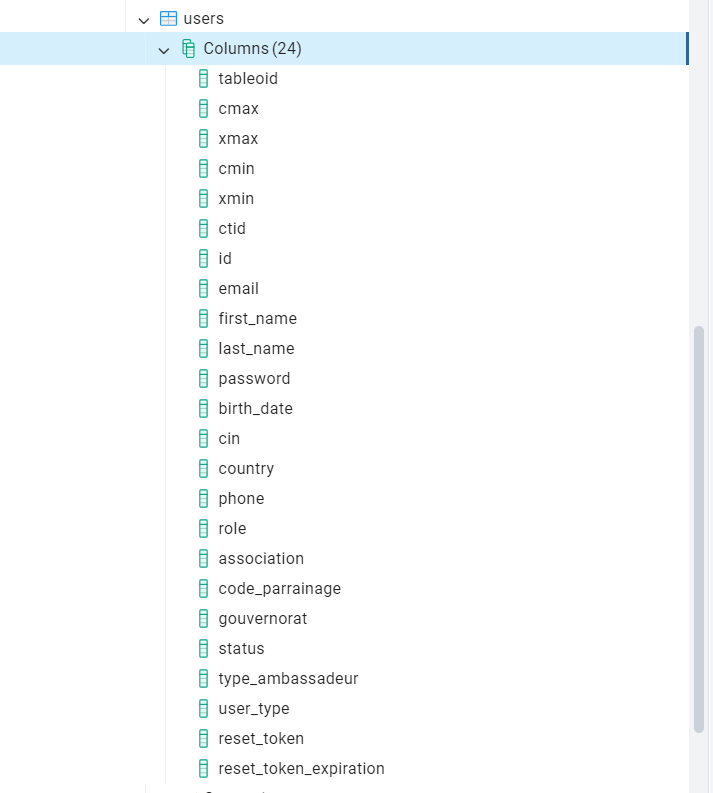 users
Columns (24)
tableoid
cmax
xmax
cmin
xmin
ctid
id
email
first_name
last_name
password
birth_date
cin
country
phone
role
association
code_parrainage
gouvernorat
status
type_ambassadeur
user_type
reset_token
reset_token_expiration